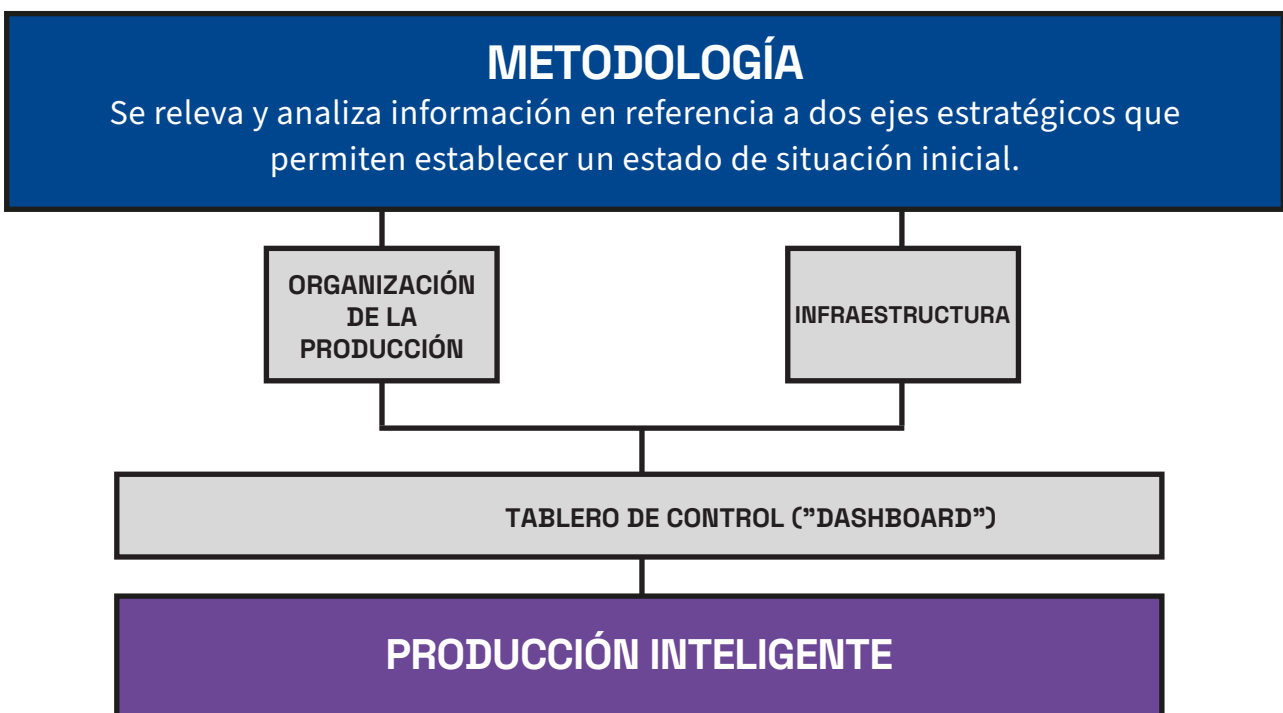 METODOLOGÍA
Se releva y analiza información en referencia a dos ejes estratégicos que
permiten establecer un estado de situación inicial.
ORGANIZACIÓN
DE LA
PRODUCCIÓN
INFRAESTRUCTURA
TABLERO DE CONTROL (”DASHBOARD”)
PRODUCCIÓN INTELIGENTE